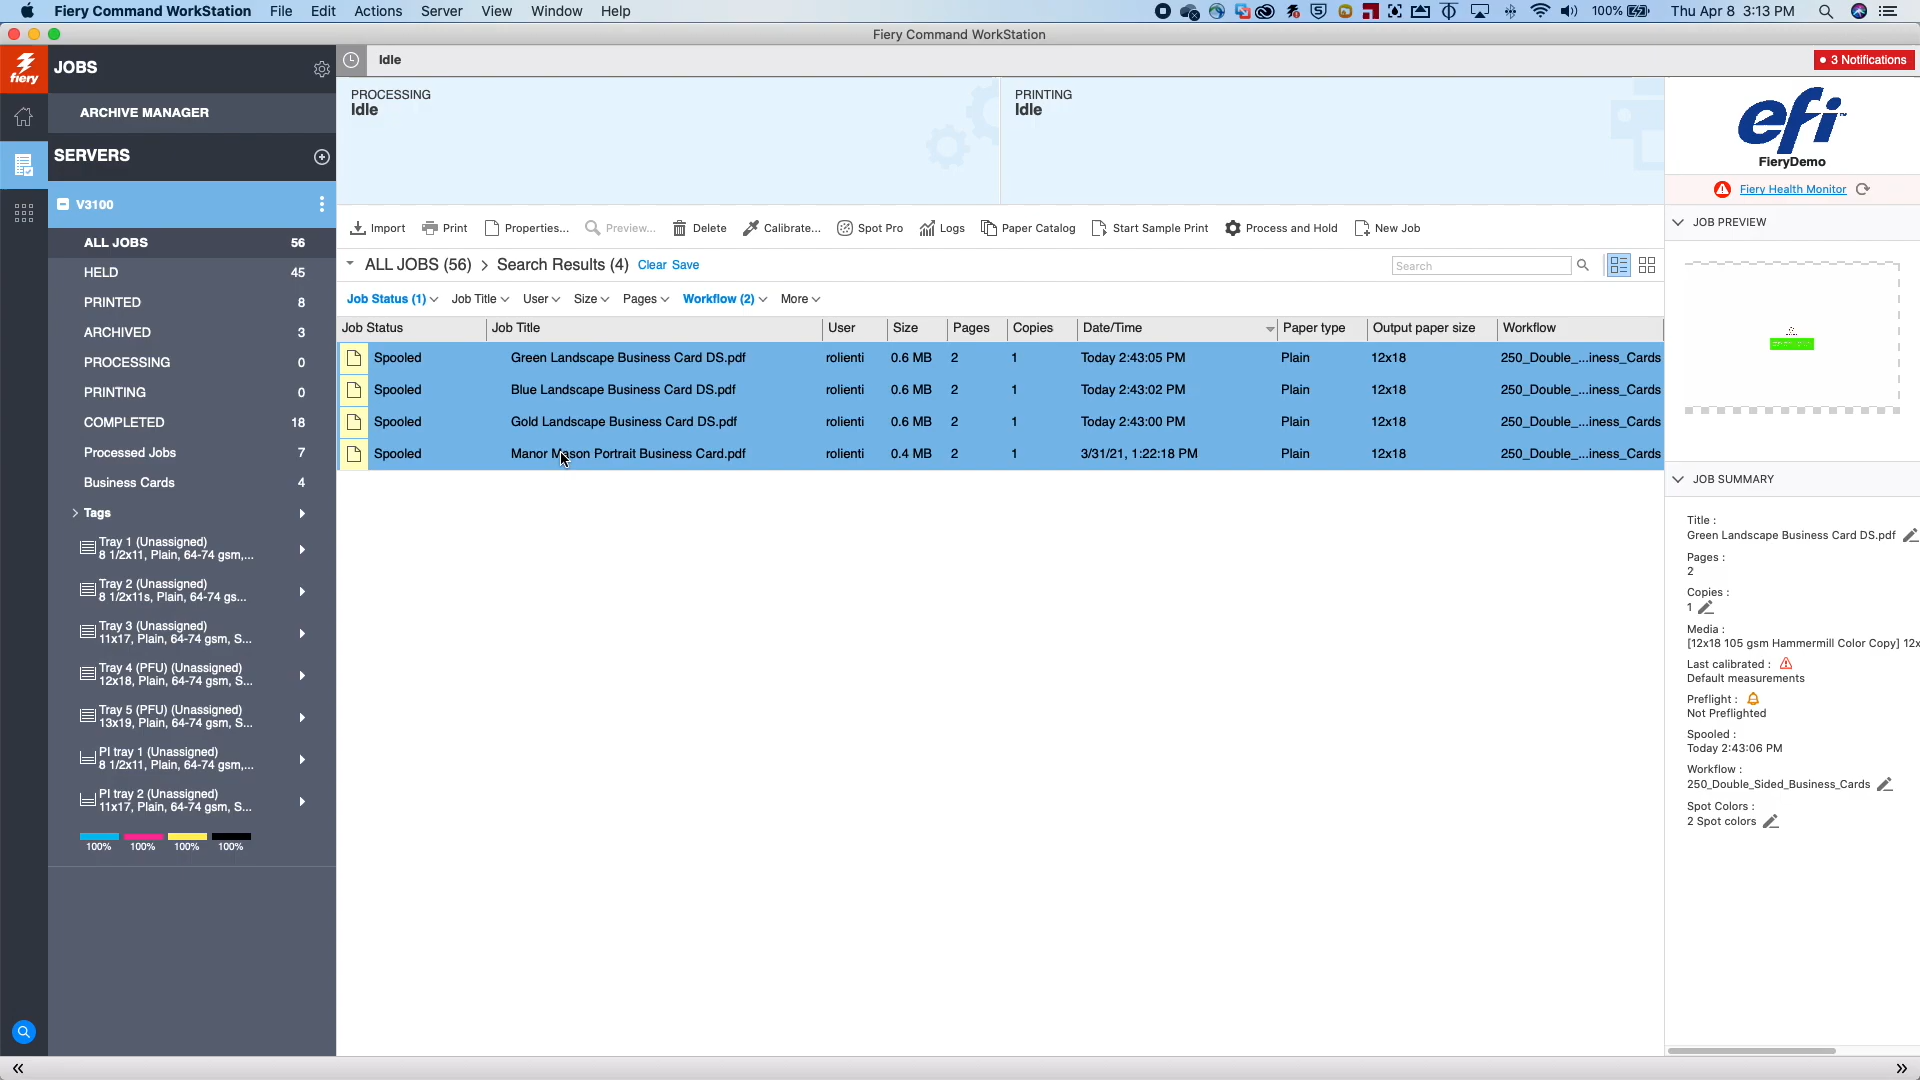 Fiery Command WorkStation File Edit Actions Server View Window Help 100% Thu Apr 8 3:13 PM
Fiery Command WorkStation
fiery
JOBS
Idle
3 Notifications
ARCHIVE MANAGER
SERVERS
V3100
ALL JOBS 56
HELD 45
PRINTED 8
ARCHIVED 3
PROCESSING 0
PRINTING 0
COMPLETED 18
Processed Jobs 7
Business Cards 4
Tags
Tray 1 (Unassigned)
8 1/2x11, Plain, 64-74 gsm,...
Tray 2 (Unassigned)
8 1/2x11s, Plain, 64-74 gs...
Tray 3 (Unassigned)
11x17, Plain, 64-74 gsm, S...
Tray 4 (PFU) (Unassigned)
12x18, Plain, 64-74 gsm, S...
Tray 5 (PFU) (Unassigned)
13x19, Plain, 64-74 gsm, S...
PI tray 1 (Unassigned)
8 1/2x11, Plain, 64-74 gsm,...
PI tray 2 (Unassigned)
11x17, Plain, 64-74 gsm, S...
100% 100% 100% 100%
PROCESSING
Idle
PRINTING
Idle
Import Print Properties... Preview... Delete Calibrate... Spot Pro Logs Paper Catalog Start Sample Print Process and Hold New Job
ALL JOBS (56) > Search Results (4) Clear Save Search
Job Status (1) Job Title User Size Pages Workflow (2) More
Job Status Job Title User Size Pages Copies Date/Time Paper type Output paper size Workflow
Spooled Green Landscape Business Card DS.pdf rolienti 0.6 MB 2 1 Today 2:43:05 PM Plain 12x18 250_Double_...iness_Cards
Spooled Blue Landscape Business Card DS.pdf rolienti 0.6 MB 2 1 Today 2:43:02 PM Plain 12x18 250_Double_...iness_Cards
Spooled Gold Landscape Business Card DS.pdf rolienti 0.6 MB 2 1 Today 2:43:00 PM Plain 12x18 250_Double_...iness_Cards
Spooled Manor Mason Portrait Business Card.pdf rolienti 0.4 MB 2 1 3/31/21, 1:22:18 PM Plain 12x18 250_Double_...iness_Cards
efi
FieryDemo
Fiery Health Monitor
JOB PREVIEW
JOB SUMMARY
Title :
Green Landscape Business Card DS.pdf
Pages :
2
Copies :
1
Media :
[12x18 105 gsm Hammermill Color Copy] 12x
Last calibrated :
Default measurements
Preflight :
Not Preflighted
Spooled :
Today 2:43:06 PM
Workflow :
250_Double_Sided_Business_Cards
Spot Colors :
2 Spot colors